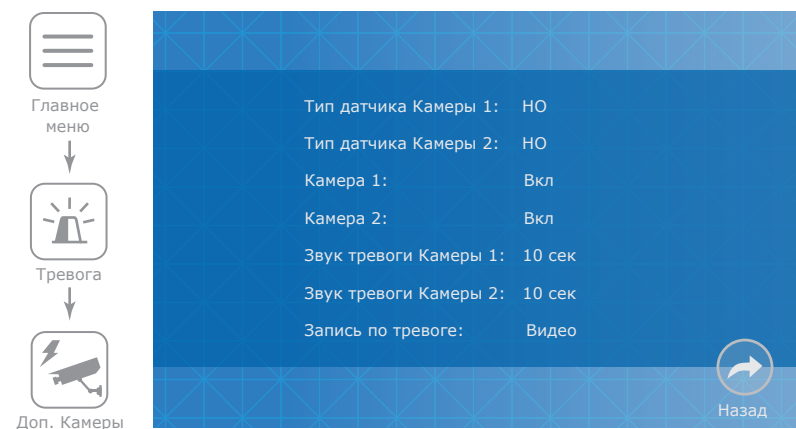 Главное
меню
Тревога
Доп. Камеры
Тип датчика Камеры 1: НО
Тип датчика Камеры 2: НО
Камера 1: Вкл
Камера 2: Вкл
Звук тревоги Камеры 1: 10 сек
Звук тревоги Камеры 2: 10 сек
Запись по тревоге: Видео
Назад